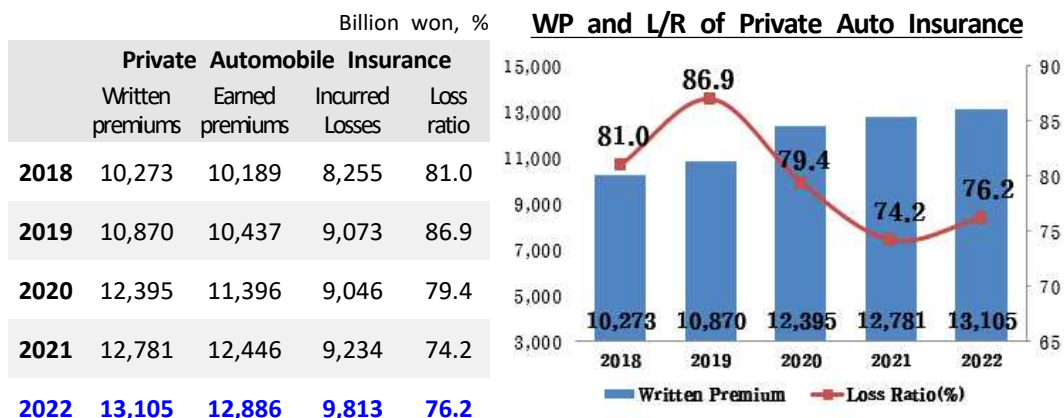 Billion won, %
Private Automobile Insurance
Written premiums Earned premiums Incurred Losses Loss ratio
2018 10,273 10,189 8,255 81.0
2019 10,870 10,437 9,073 86.9
2020 12,395 11,396 9,046 79.4
2021 12,781 12,446 9,234 74.2
2022 13,105 12,886 9,813 76.2
WP and L/R of Private Auto Insurance
15,000
13,000
11,000
9,000
7,000
5,000
3,000
81.0
86.9
79.4
74.2
76.2
10,273 10,870 12,395 12,781 13,105
90
85
80
75
70
65
2018 2019 2020 2021 2022
Written Premium Loss Ratio(%)